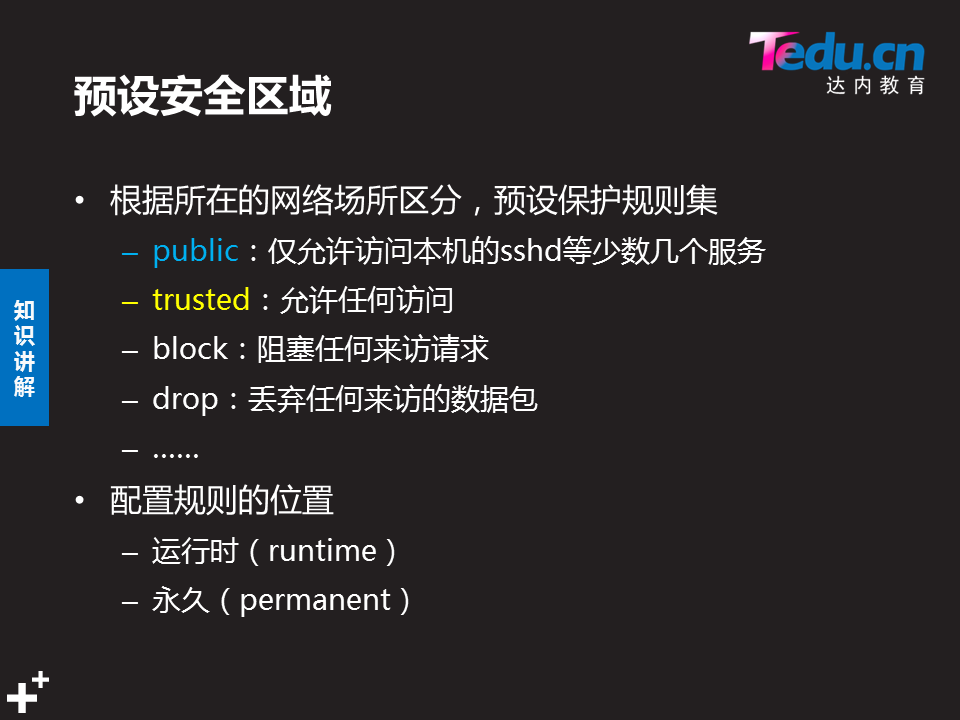 Tedu.cn
达内教育
预设安全区域
• 根据所在的网络场所区分，预设保护规则集
– public：仅允许访问本机的sshd等少数几个服务
– trusted：允许任何访问
– block：阻塞任何来访请求
– drop：丢弃任何来访的数据包
– ……
• 配置规则的位置
– 运行时（runtime）
– 永久（permanent）
知识讲解